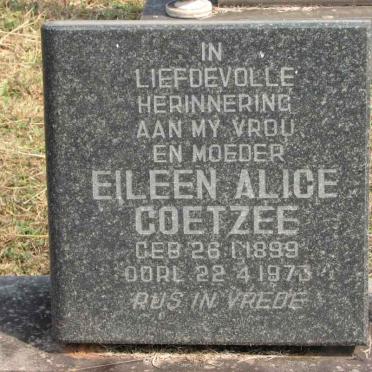 IN
LIEFDEVOLLE
HERINNERING
AAN MY VROU
EN MOEDER
EILEEN ALICE
COETZEE
GEB 26.1.1899
OORL 22.4.1973
RUS IN VREDE